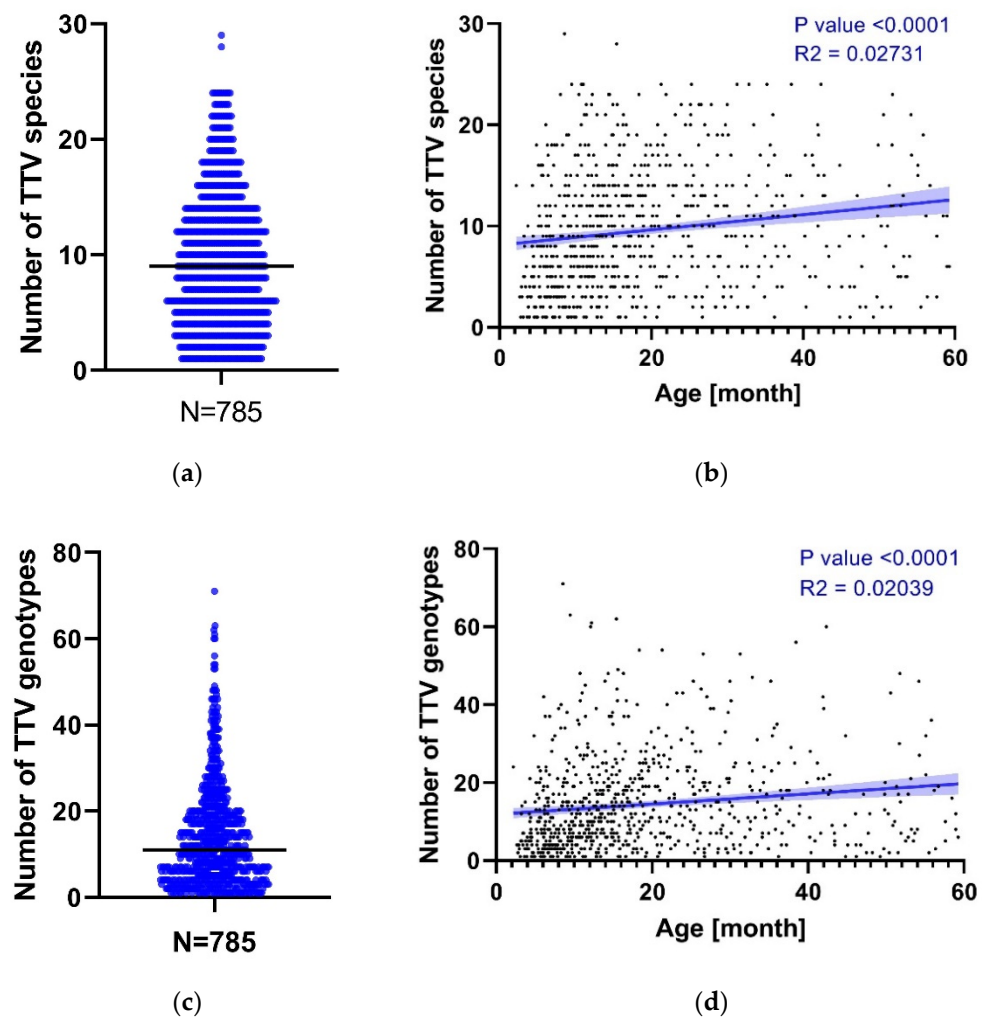 30
20
10
0
Number of TTV species
N=785
(a)
P value <0.0001
R2 = 0.02731
30
20
10
0
Number of TTV species
0 20 40 60
Age [month]
(b)
80
60
40
20
0
Number of TTV genotypes
N=785
(c)
P value <0.0001
R2 = 0.02039
80
60
40
20
0
Number of TTV genotypes
0 20 40 60
Age [month]
(d)